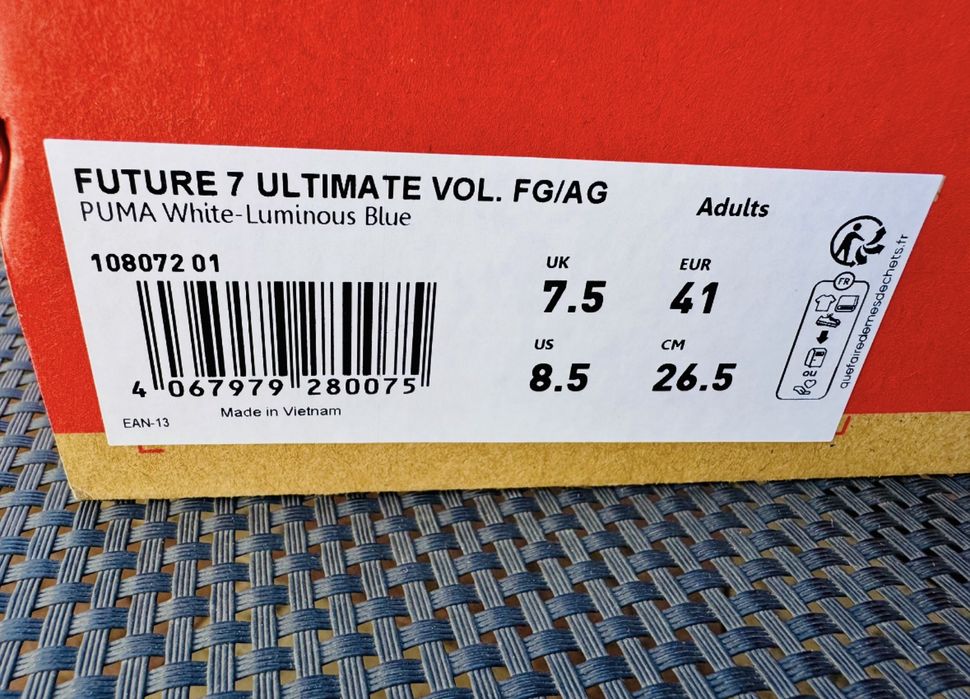 FUTURE 7 ULTIMATE VOL. FG/AG
PUMA White-Luminous Blue
Adults
108072 01
4 067979 280075
EAN-13
Made in Vietnam
UK
7.5
EUR
41
US
8.5
CM
26.5
FR
OU
quefairedemesdechets.fr